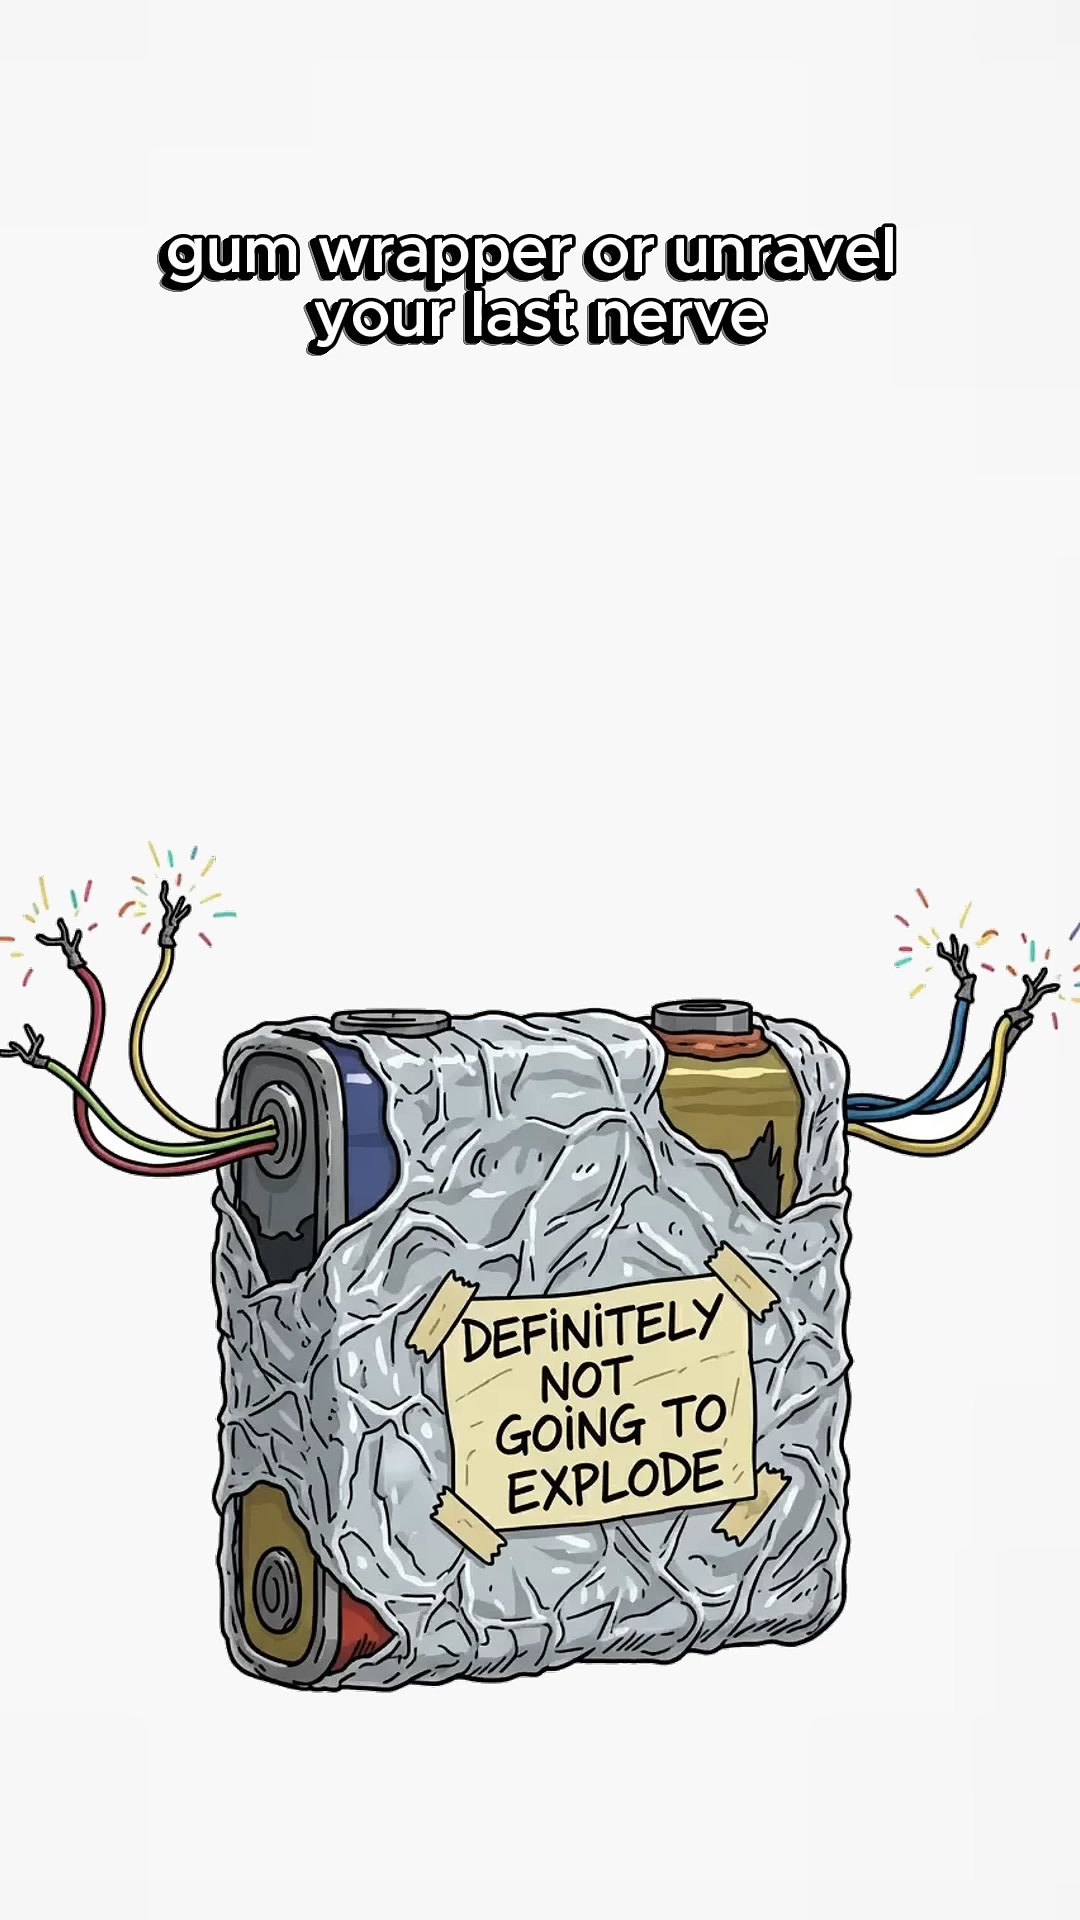 gum wrapper or unravel
your last nerve
DEFiNiTELY
NOT
GOiNG TO
EXPLODE